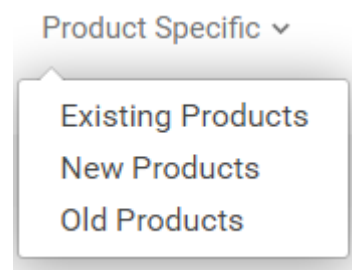 Product Specific
Existing Products
New Products
Old Products